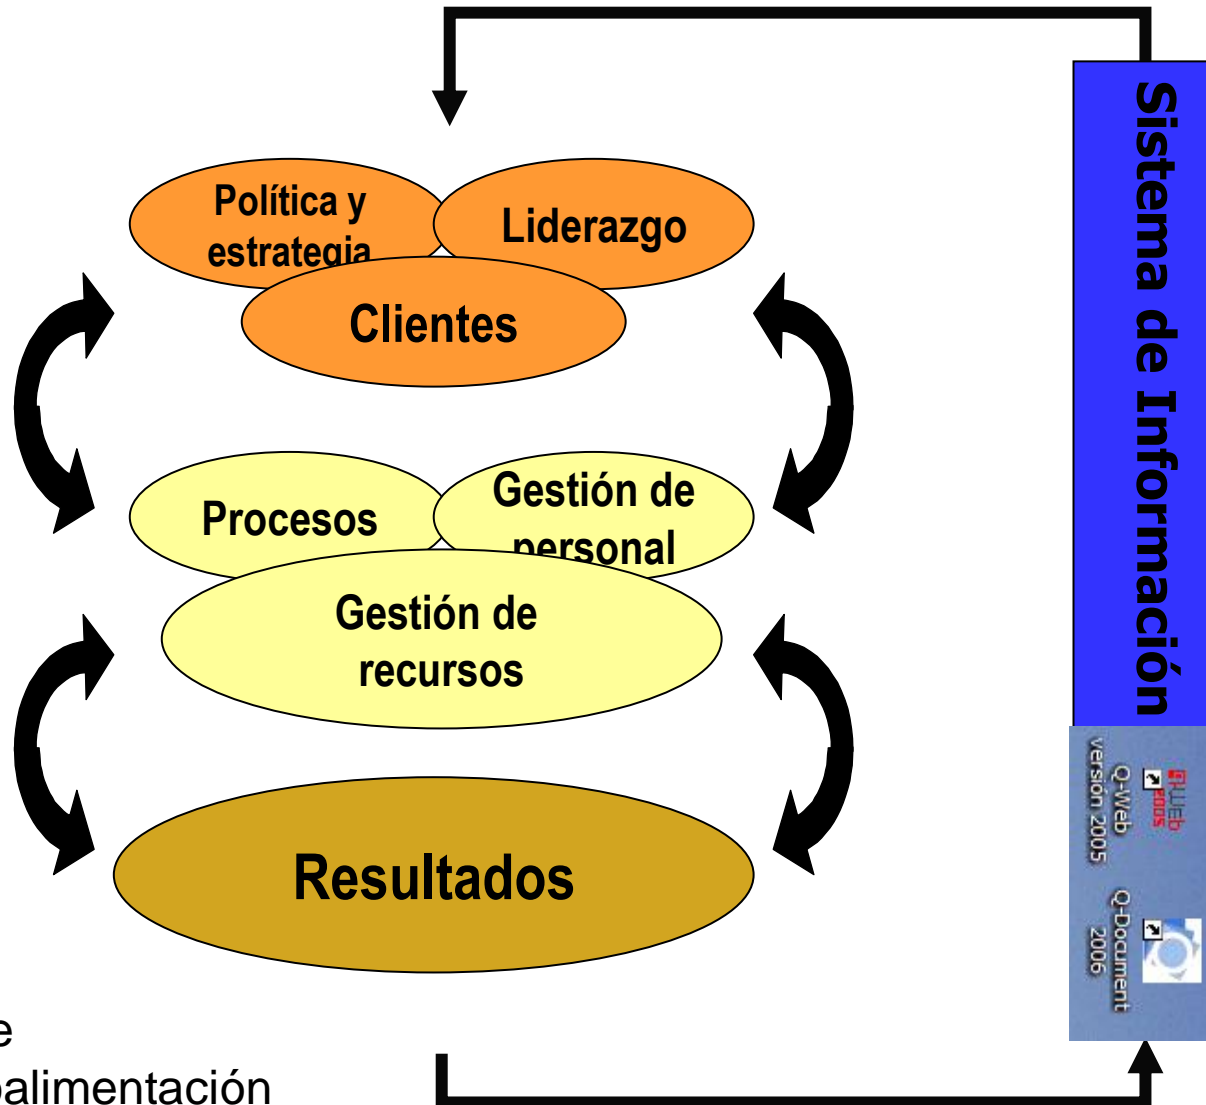 Política y
estrategia
Liderazgo
Clientes
Procesos
Gestión de
personal
Gestión de
recursos
Resultados
Sistema de Información
Q-Web
versión 2005
Q-Document
2006